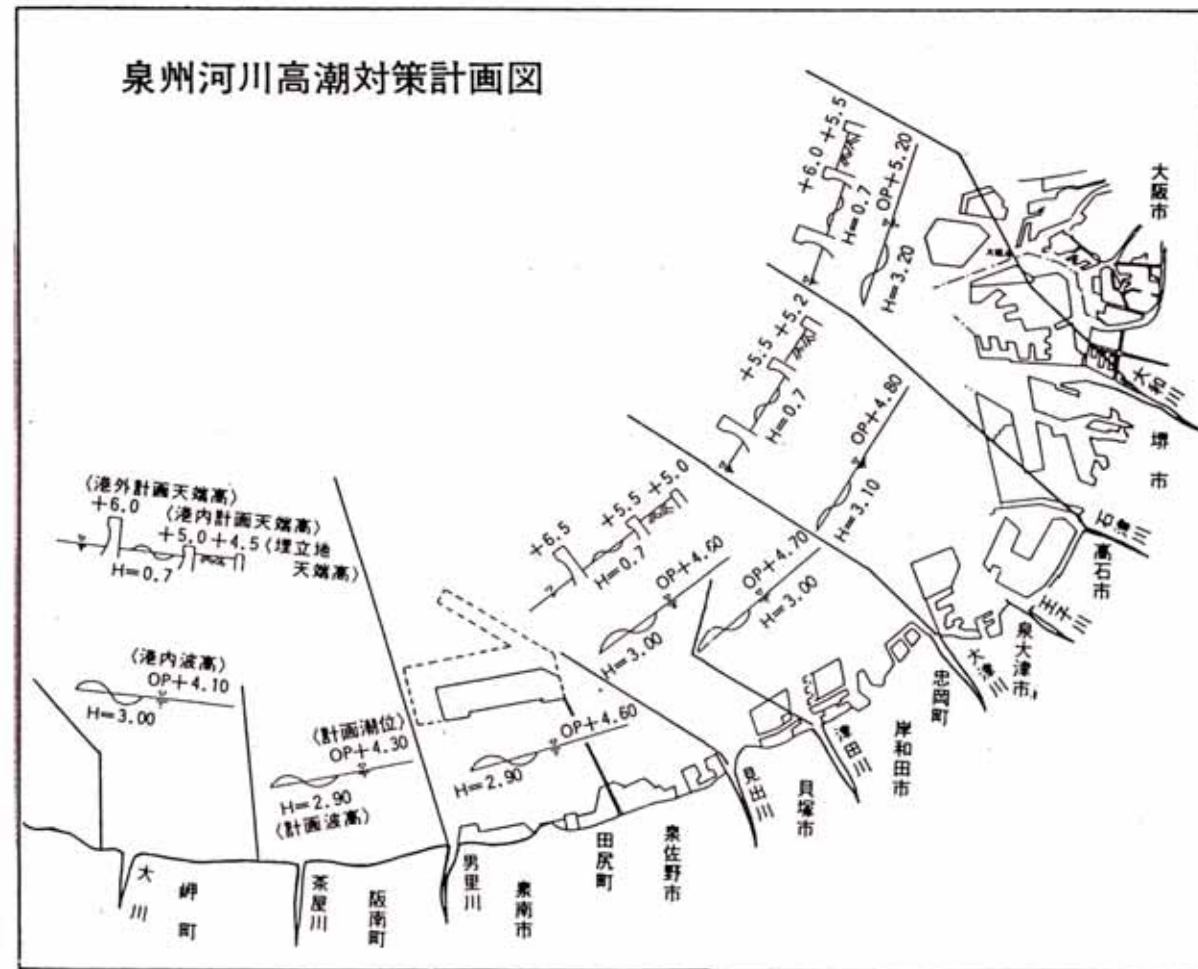 泉州河川高潮対策計画図
+6.0 +5.5
H=0.7
OP+5.20
H=3.20
大阪市
大和川
堺市
+5.5 +5.2
H=0.7
OP+4.80
H=3.10
高石市
王子川
泉大津市
大津川
忠岡町
+6.5
+5.5 +5.0
H=0.7
OP+4.60
H=3.00
OP+4.70
H=3.00
岸和田市
津田川
貝塚市
見出川
(港外計画天端高)
+6.0
(港内計画天端高)
+5.0 +4.5 (埋立地
天端高)
H=0.7
(港内波高)
OP+4.10
H=3.00
(計画潮位)
OP+4.30
H=2.90
(計画波高)
OP+4.60
H=2.90
泉佐野市
田尻町
泉南市
男里川
阪南町
茶屋川
岬町
大川